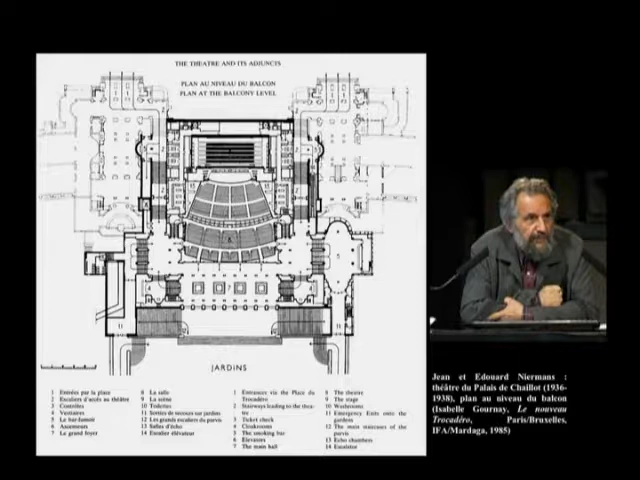 THE THEATRE AND ITS ADJUNCTS
PLAN AU NIVEAU DU BALCON
PLAN AT THE BALCONY LEVEL
JARDINS
1 Entrées par la place
2 Escaliers d'accès au théâtre
3 Contrôles
4 Vestiaires
5 Le bar-fumoir
6 Ascenseurs
7 Le grand foyer
8 La salle
9 La scène
10 Toilettes
11 Sorties de secours sur jardins
12 Les grands escaliers du parvis
13 Salles d'écho
14 Escalier élévateur
1 Entrances via the Place du
Trocadéro
2 Stairways leading to the thea-
tre
3 Ticket check
4 Cloakrooms
5 The smoking bar
6 Elevators
7 The main hall
8 The theatre
9 The stage
10 Washrooms
11 Emergency Exits onto the
gardens
12 The main staircases of the
parvis
13 Echo chambers
14 Escalator
Jean et Edouard Niermans :
théâtre du Palais de Chaillot (1936-
1938), plan au niveau du balcon
(Isabelle Gournay, Le nouveau
Trocadéro, Paris/Bruxelles,
IFA/Mardaga, 1985)